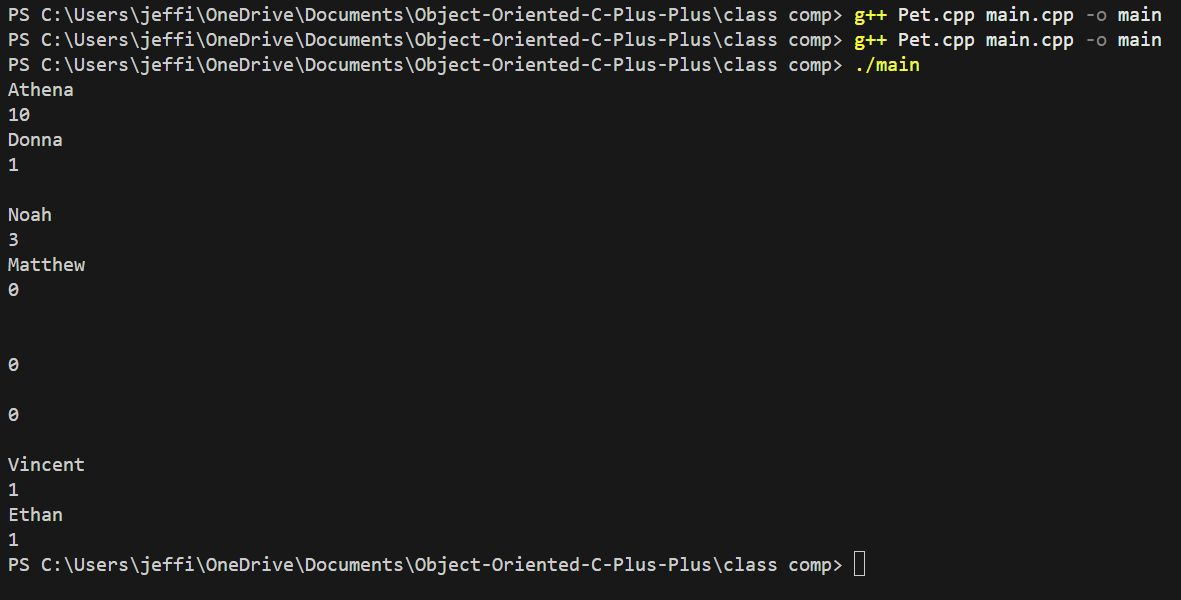 PS C:\Users\jeffi\OneDrive\Documents\Object-Oriented-C-Plus-Plus\class comp> g++ Pet.cpp main.cpp -o main
PS C:\Users\jeffi\OneDrive\Documents\Object-Oriented-C-Plus-Plus\class comp> g++ Pet.cpp main.cpp -o main
PS C:\Users\jeffi\OneDrive\Documents\Object-Oriented-C-Plus-Plus\class comp> ./main
Athena
10
Donna
1
Noah
3
Matthew
0
0
0
Vincent
1
Ethan
1
PS C:\Users\jeffi\OneDrive\Documents\Object-Oriented-C-Plus-Plus\class comp>